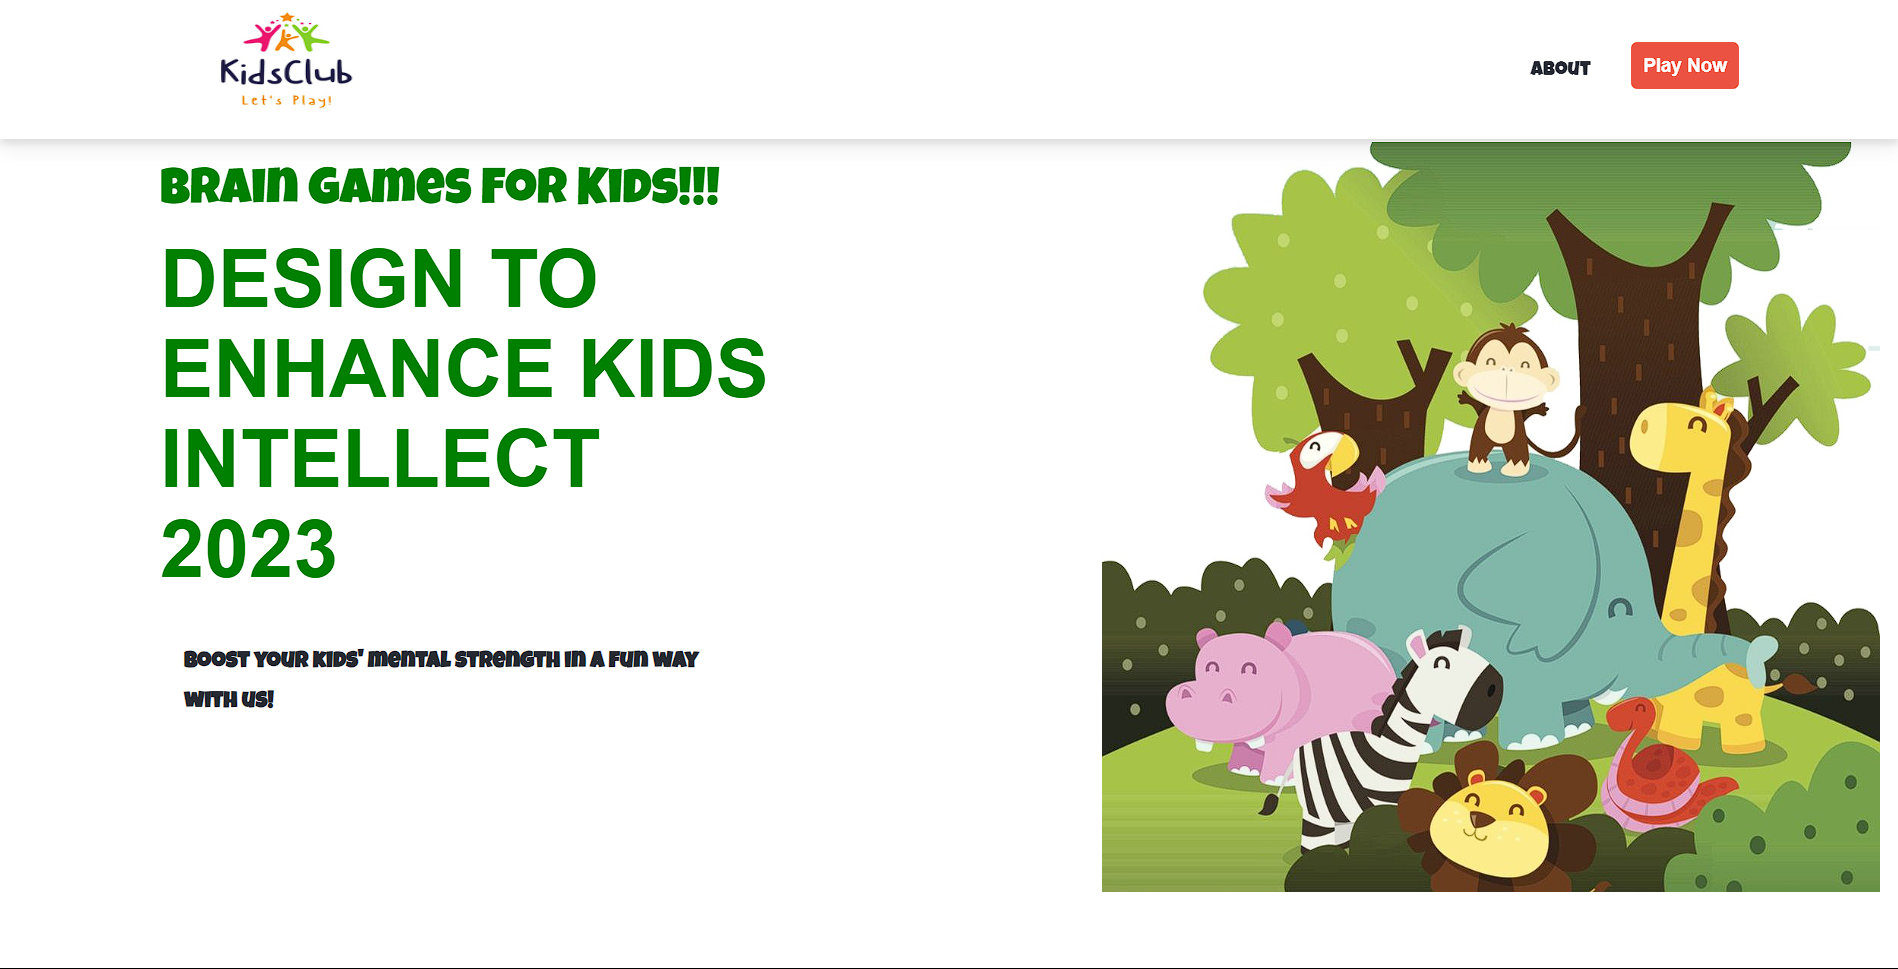 KidsClub
Let's Play!
ABOUT
Play Now
BRAIN GAMES FOR KIDS!!!
DESIGN TO
ENHANCE KIDS
INTELLECT
2023
BOOST YOUR KIDS' MENTAL STRENGTH IN A FUN WAY
WITH US!